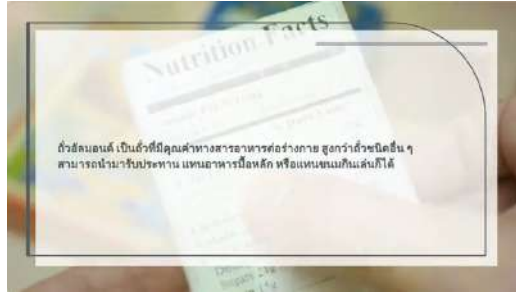 Nutrition Facts
ถั่วอัลมอนด์ เป็นถั่วที่มีคุณค่าทางสารอาหารต่อร่างกาย สูงกว่าถั่วชนิดอื่น ๆ
สามารถนำมารับประทาน แทนอาหารมื้อหลัก หรือแทนขนมกินเล่นก็ได้